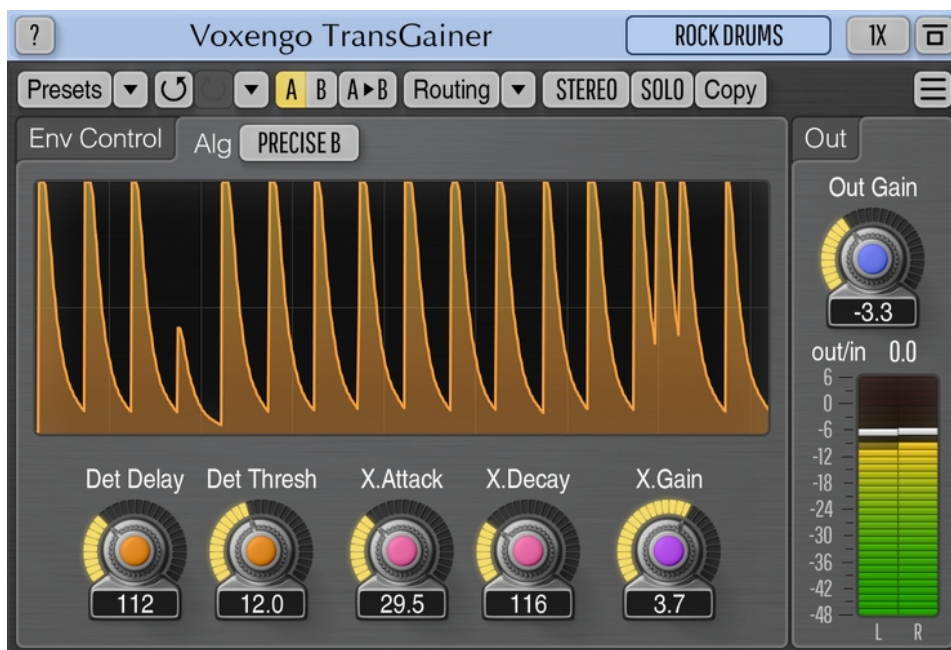 ? Voxengo TransGainer ROCK DRUMS 1X
Presets A B A▸B Routing STEREO SOLO Copy
Env Control Alg PRECISE B Out
Out Gain
-3.3
out/in 0.0
6
0
-6
-12
-18
-24
-30
-36
-42
-48
L R
Det Delay Det Thresh X.Attack X.Decay X.Gain
112 12.0 29.5 116 3.7